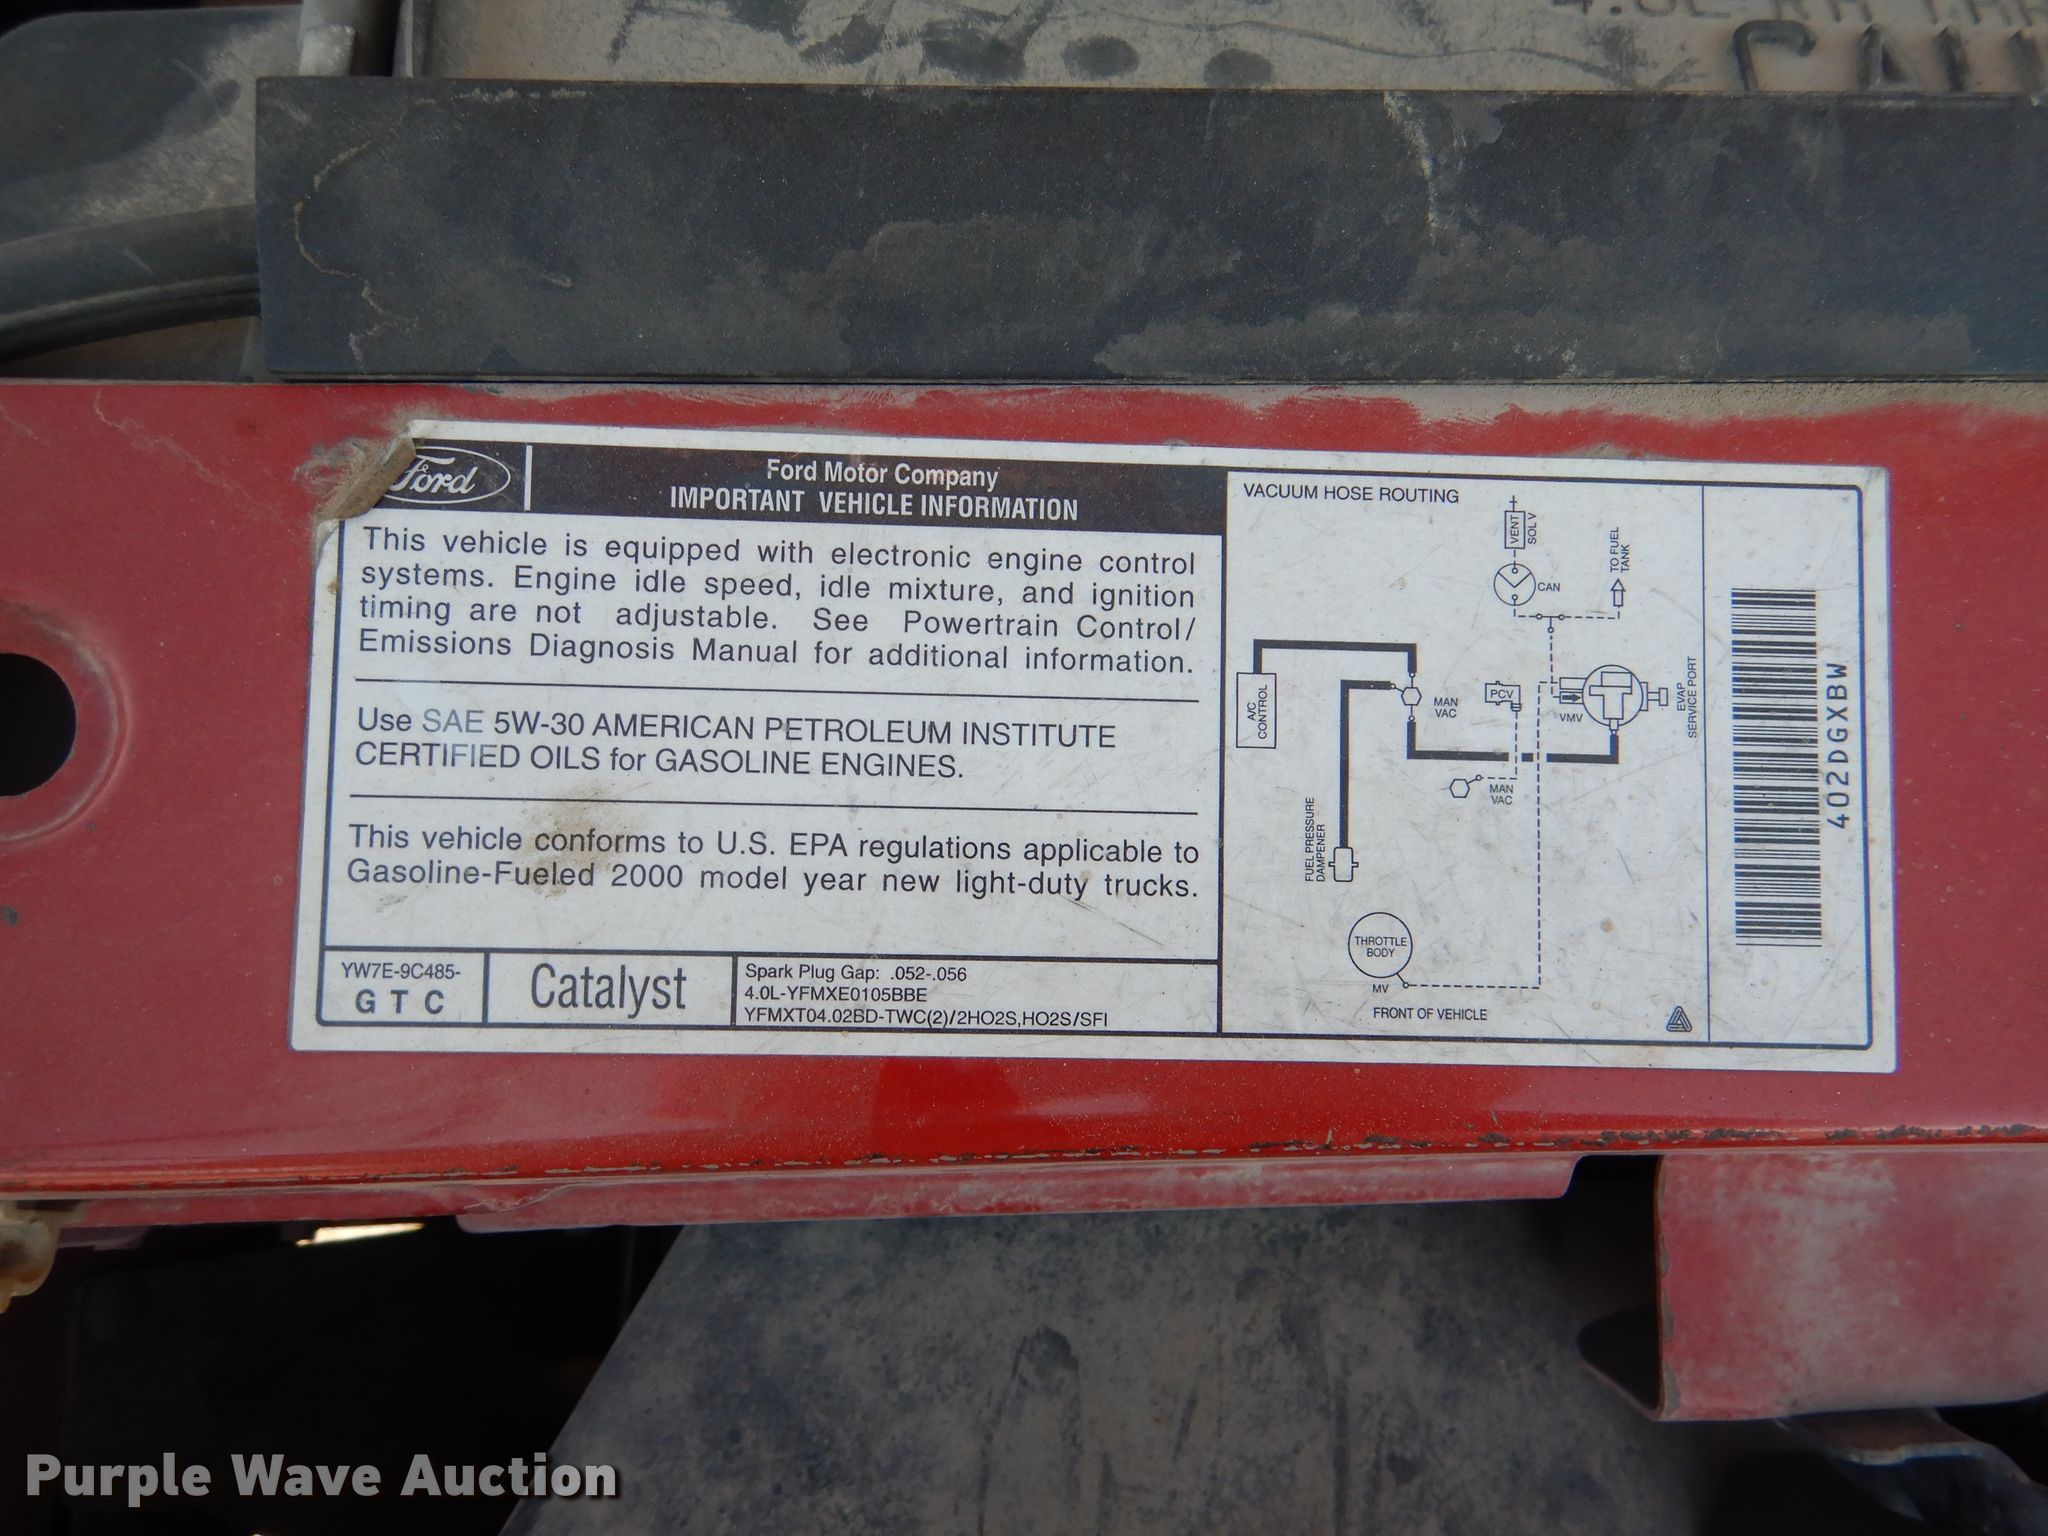 Ford
Ford Motor Company
IMPORTANT VEHICLE INFORMATION
This vehicle is equipped with electronic engine control
systems. Engine idle speed, idle mixture, and ignition
timing are not adjustable. See Powertrain Control/
Emissions Diagnosis Manual for additional information.
Use SAE 5W-30 AMERICAN PETROLEUM INSTITUTE
CERTIFIED OILS for GASOLINE ENGINES.
This vehicle conforms to U.S. EPA regulations applicable to
Gasoline-Fueled 2000 model year new light-duty trucks.
YW7E-9C485-
G T C
Catalyst
Spark Plug Gap: .052-.056
4.0L-YFMXE0105BBE
YFMXT04.02BD-TWC(2)/2HO2S,HO2S/SFI
VACUUM HOSE ROUTING
VENT
SOL V
CAN
TO FUEL
TANK
A/C
CONTROL
MAN
VAC
PCV
VMV
EVAP
SERVICE PORT
MAN
VAC
FUEL PRESSURE
DAMPENER
THROTTLE
BODY
MV
FRONT OF VEHICLE
402DGXBW
Purple Wave Auction